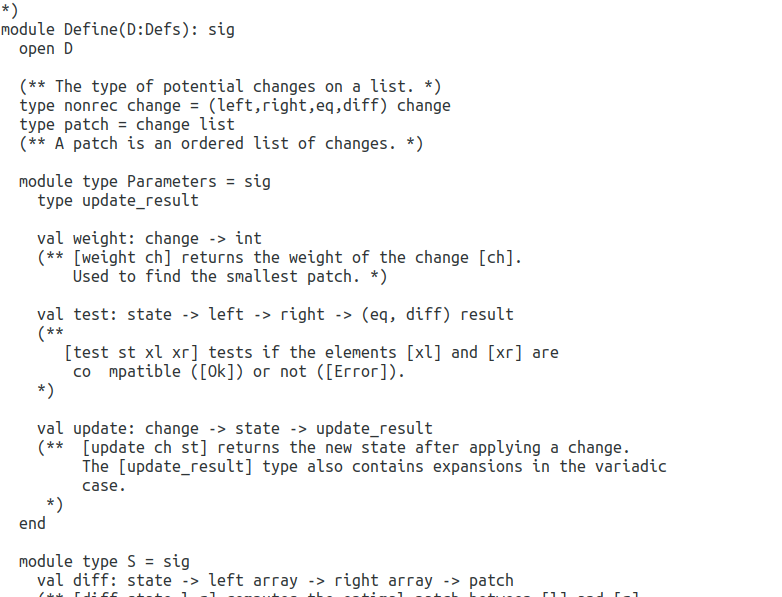 *)
module Define(D:Defs): sig
  open D

  (** The type of potential changes on a list. *)
  type nonrec change = (left,right,eq,diff) change
  type patch = change list
  (** A patch is an ordered list of changes. *)

  module type Parameters = sig
    type update_result

    val weight: change -> int
    (** [weight ch] returns the weight of the change [ch].
        Used to find the smallest patch. *)

    val test: state -> left -> right -> (eq, diff) result
    (**
       [test st xl xr] tests if the elements [xl] and [xr] are
        co  mpatible ([Ok]) or not ([Error]).
    *)

    val update: change -> state -> update_result
    (**  [update ch st] returns the new state after applying a change.
         The [update_result] type also contains expansions in the variadic
         case.
     *)
  end

  module type S = sig
    val diff: state -> left array -> right array -> patch